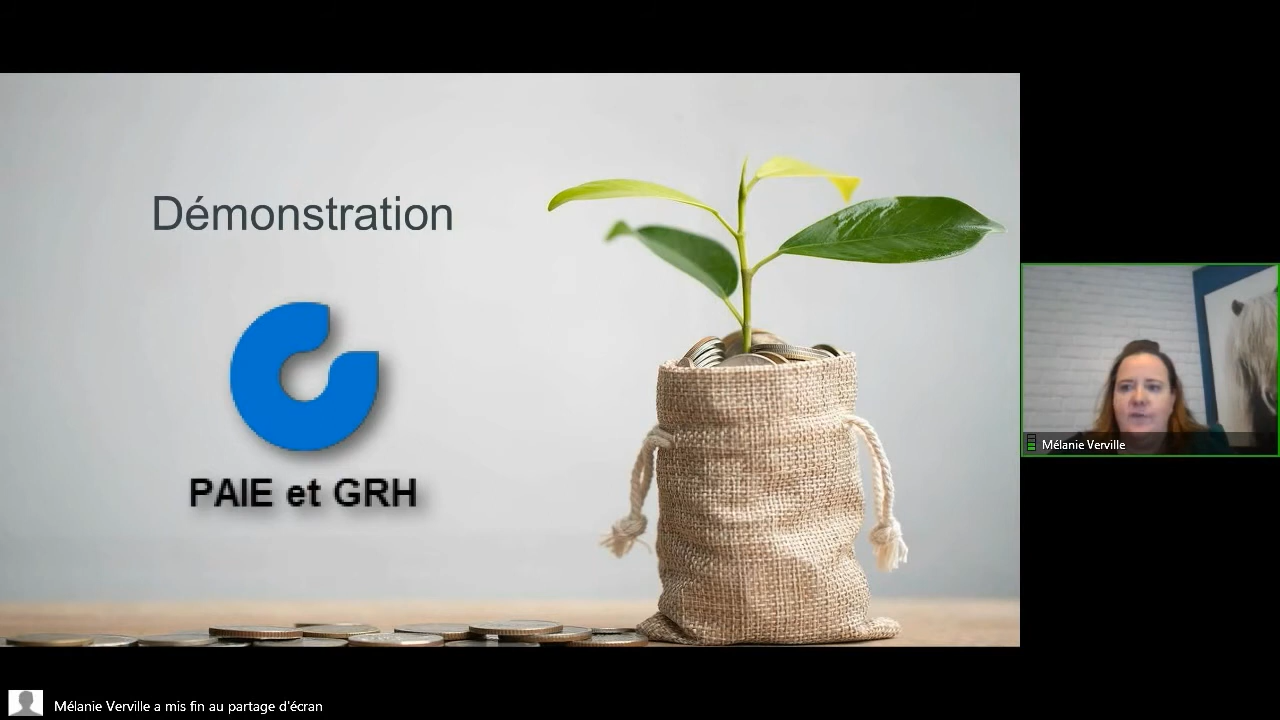 Démonstration
PAIE et GRH
Mélanie Verville
Mélanie Verville a mis fin au partage d'écran